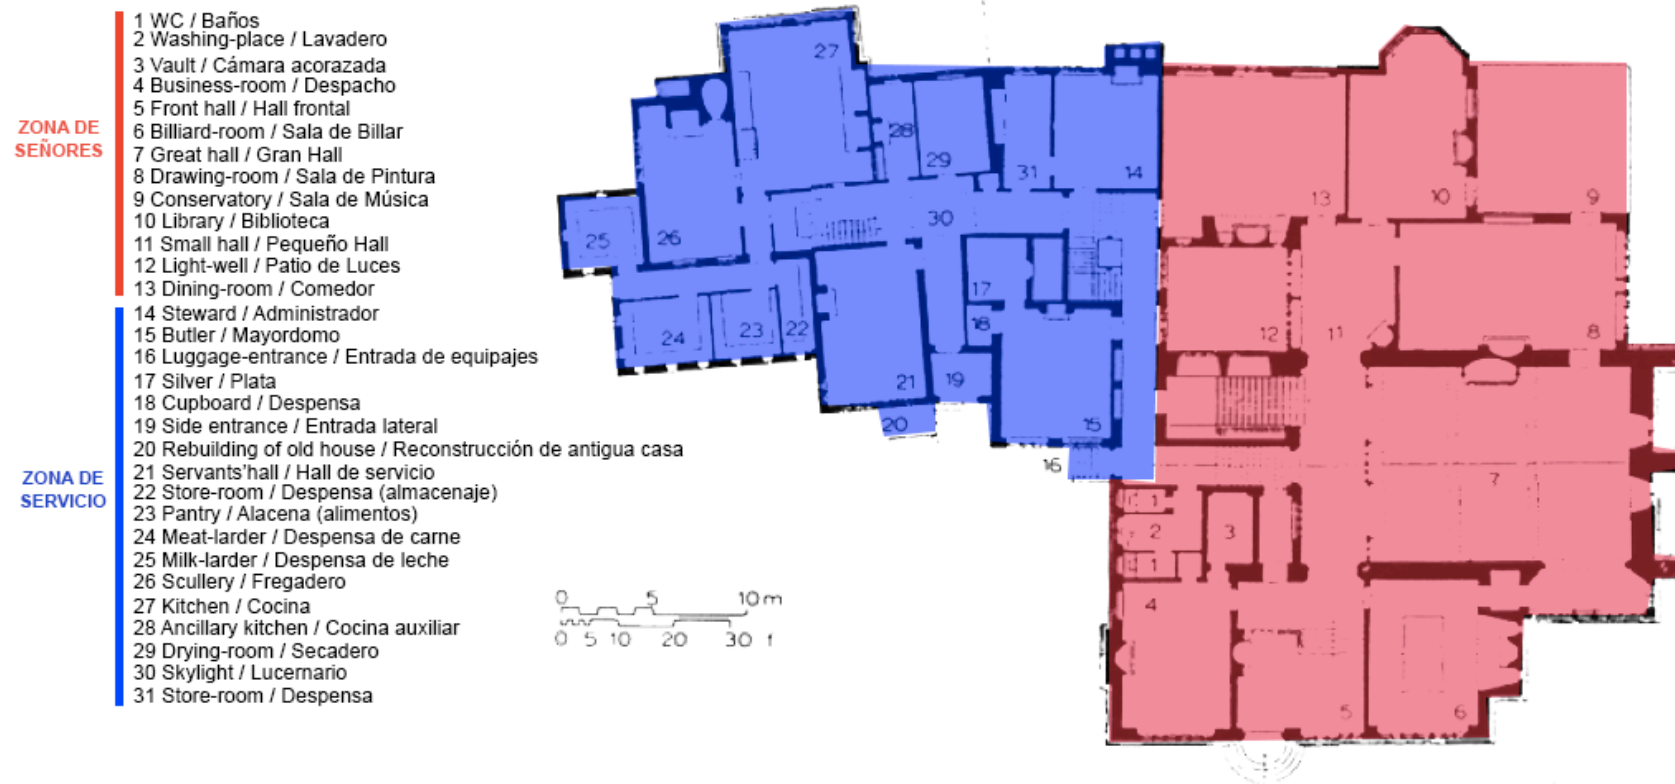 ZONA DE
SEÑORES
1 WC / Baños
2 Washing-place / Lavadero
3 Vault / Cámara acorazada
4 Business-room / Despacho
5 Front hall / Hall frontal
6 Billiard-room / Sala de Billar
7 Great hall / Gran Hall
8 Drawing-room / Sala de Pintura
9 Conservatory / Sala de Música
10 Library / Biblioteca
11 Small hall / Pequeño Hall
12 Light-well / Patio de Luces
13 Dining-room / Comedor
ZONA DE
SERVICIO
14 Steward / Administrador
15 Butler / Mayordomo
16 Luggage-entrance / Entrada de equipajes
17 Silver / Plata
18 Cupboard / Despensa
19 Side entrance / Entrada lateral
20 Rebuilding of old house / Reconstrucción de antigua casa
21 Servants'hall / Hall de servicio
22 Store-room / Despensa (almacenaje)
23 Pantry / Alacena (alimentos)
24 Meat-larder / Despensa de carne
25 Milk-larder / Despensa de leche
26 Scullery / Fregadero
27 Kitchen / Cocina
28 Ancillary kitchen / Cocina auxiliar
29 Drying-room / Secadero
30 Skylight / Lucernario
31 Store-room / Despensa
27
28
29
31
14
13
10
9
30
25
26
17
12
11
8
24
23
22
18
21
19
20
15
16
7
1
2
3
1
4
5
6
0 5 10 m
0 5 10 20 30 f